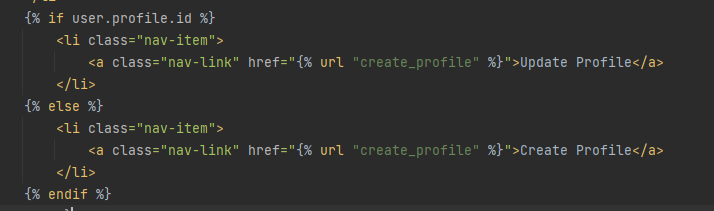 {% if user.profile.id %}
<li class="nav-item">
<a class="nav-link" href="{% url "create_profile" %}">Update Profile</a>
</li>
{% else %}
<li class="nav-item">
<a class="nav-link" href="{% url "create_profile" %}">Create Profile</a>
</li>
{% endif %}